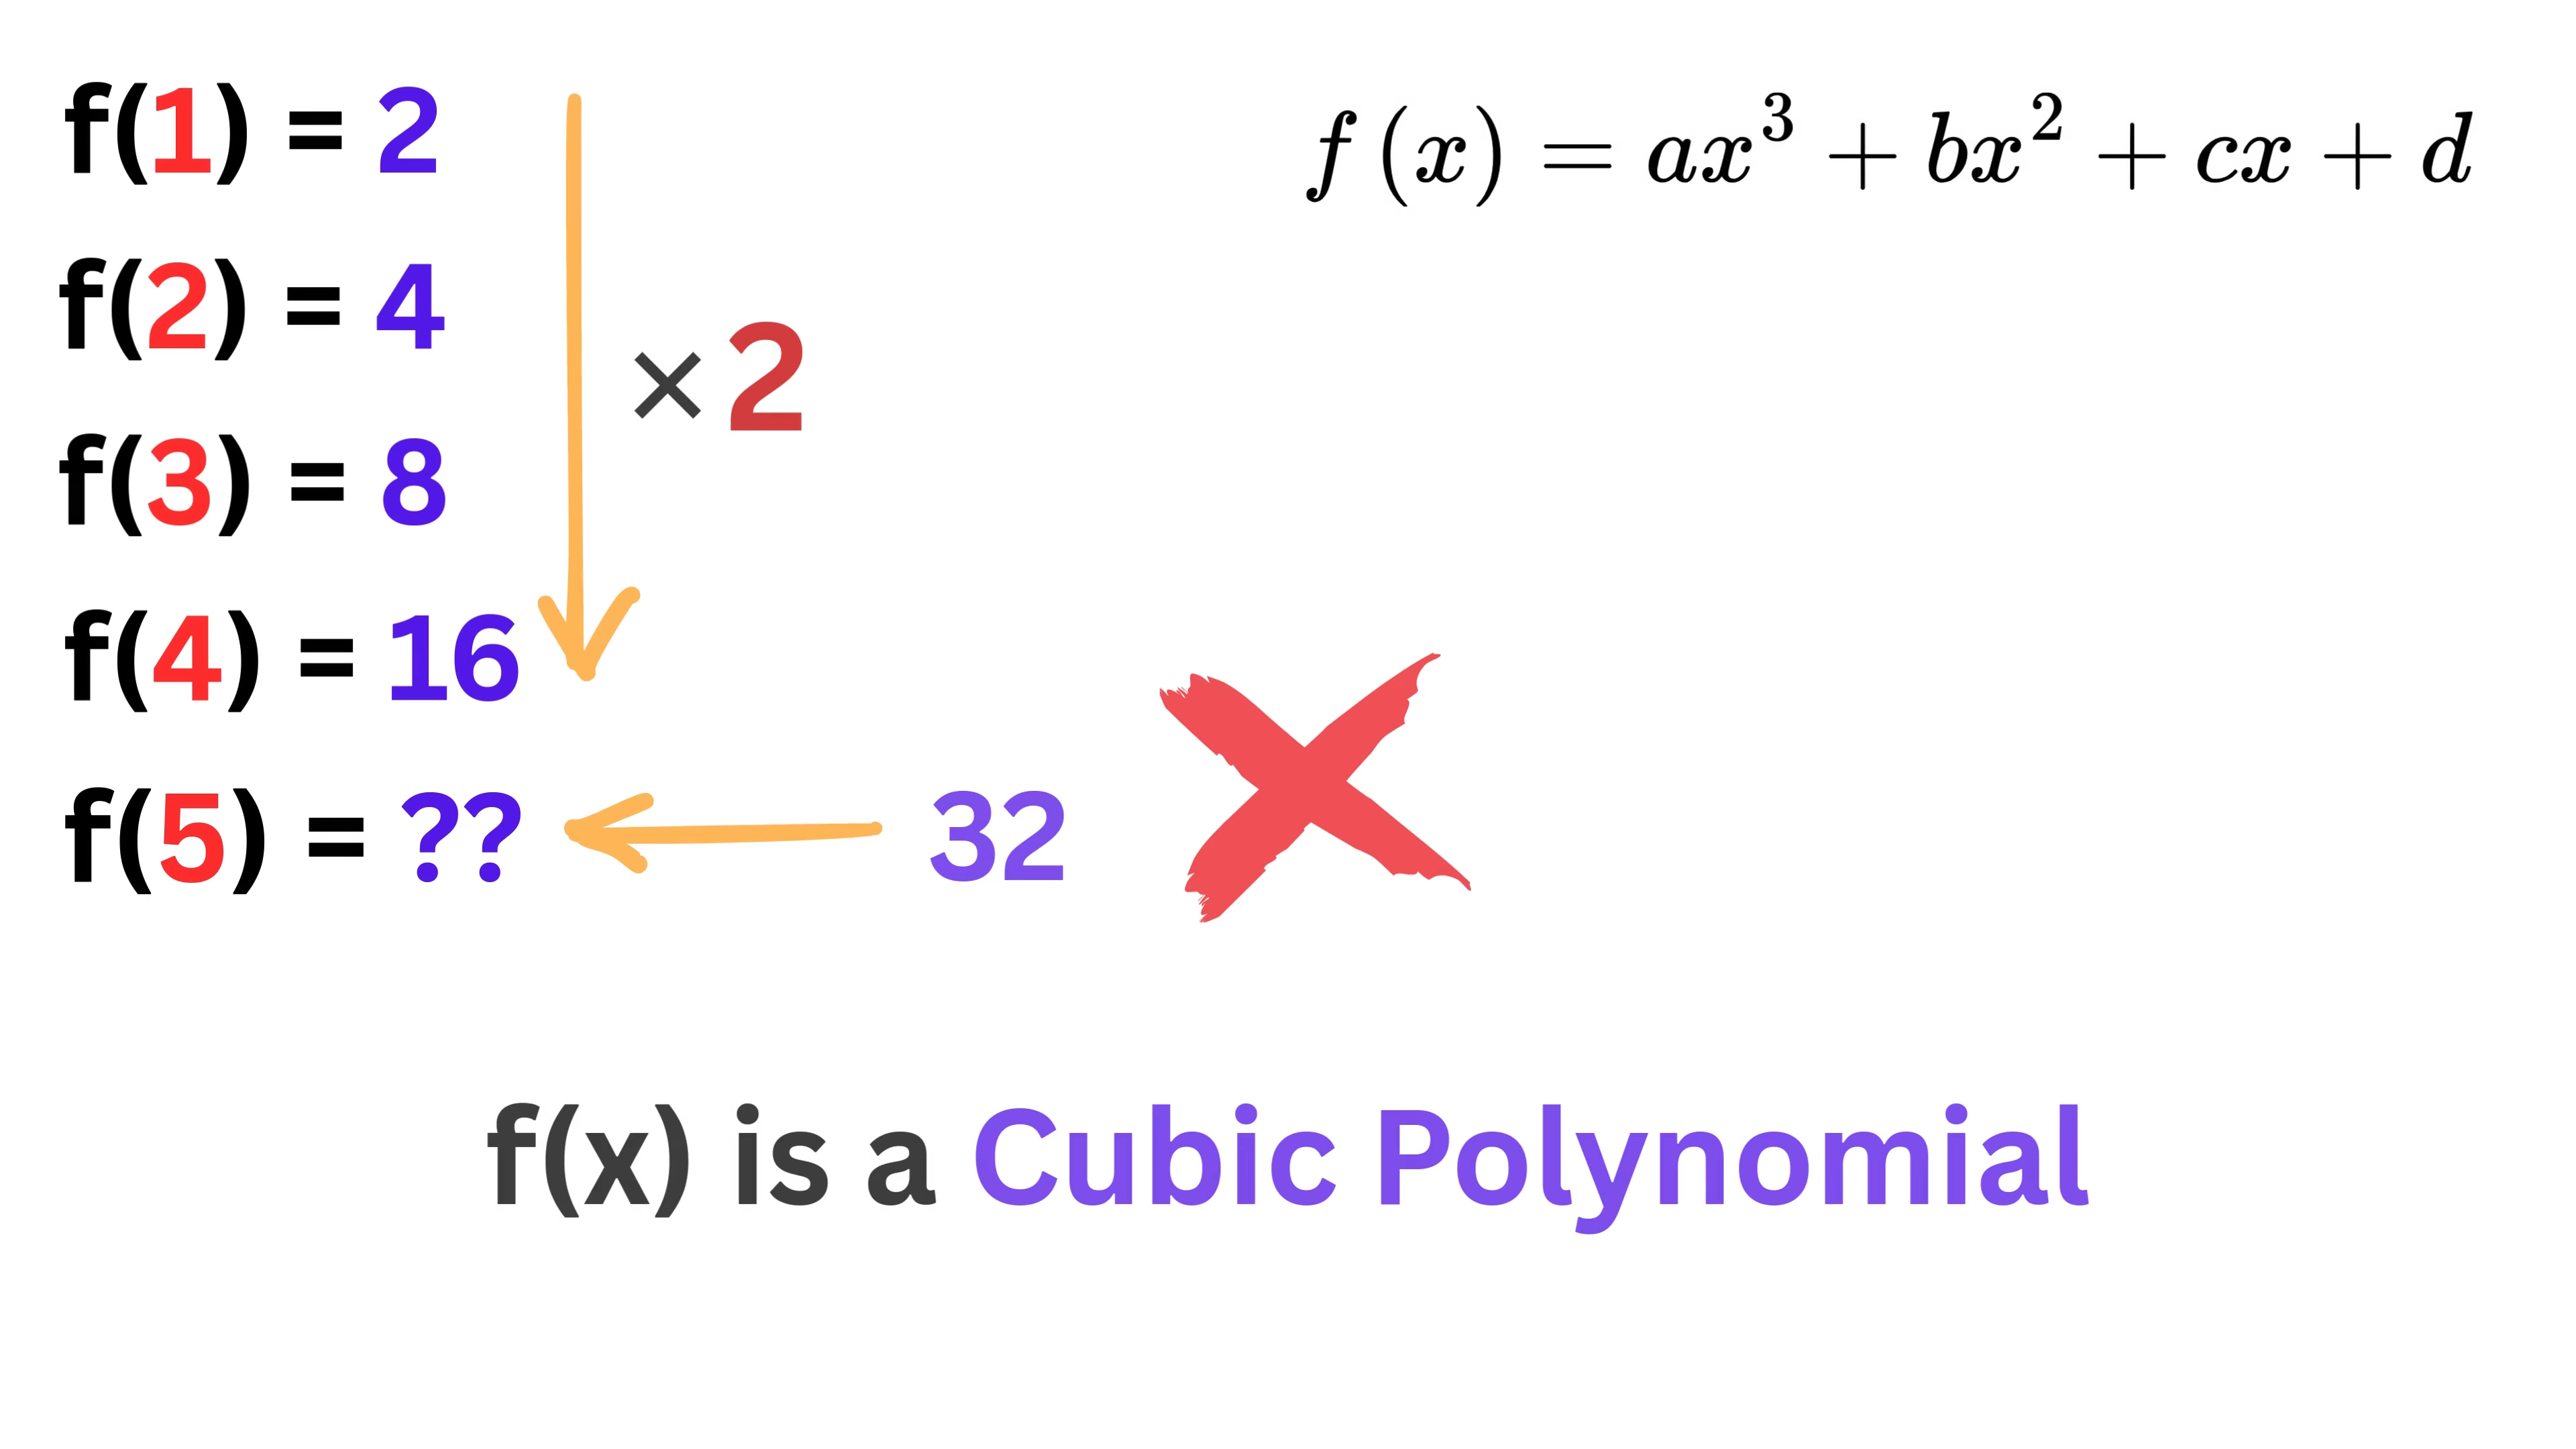 f(1) = 2
f(2) = 4
f(3) = 8
f(4) = 16
f(5) = ??
×2
32
f(x) = ax³ + bx² + cx + d
f(x) is a Cubic Polynomial